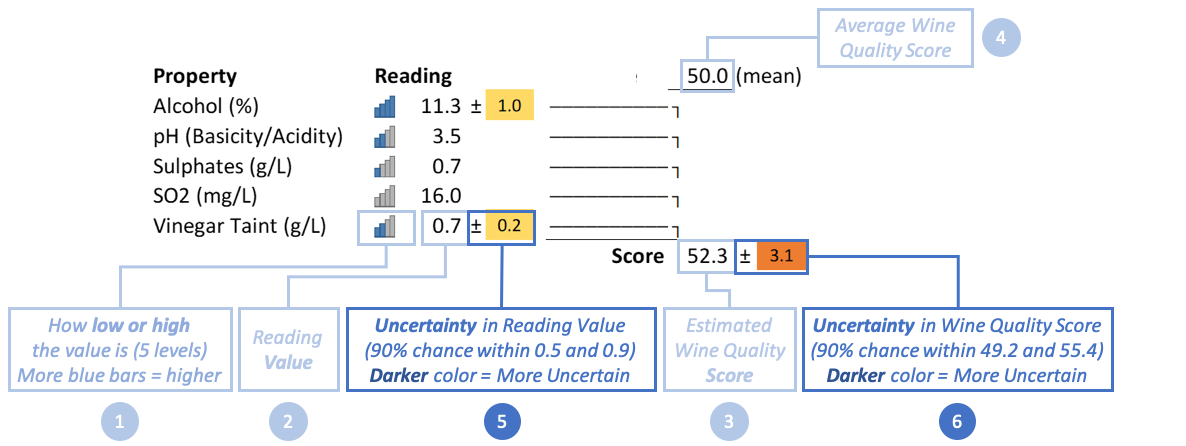 Average Wine
Quality Score
4
Property Reading 50.0 (mean)
Alcohol (%) 11.3 ± 1.0
pH (Basicity/Acidity) 3.5
Sulphates (g/L) 0.7
SO2 (mg/L) 16.0
Vinegar Taint (g/L) 0.7 ± 0.2
Score 52.3 ± 3.1
How low or high
the value is (5 levels)
More blue bars = higher
1
Reading
Value
2
Uncertainty in Reading Value
(90% chance within 0.5 and 0.9)
Darker color = More Uncertain
5
Estimated
Wine Quality
Score
3
Uncertainty in Wine Quality Score
(90% chance within 49.2 and 55.4)
Darker color = More Uncertain
6